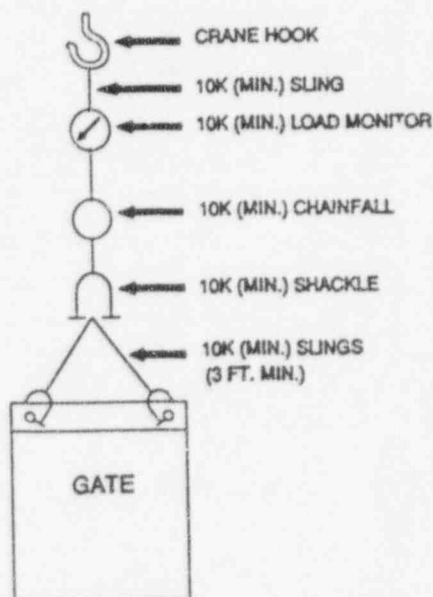 CRANE HOOK
10K (MIN.) SLING
10K (MIN.) LOAD MONITOR
10K (MIN.) CHAINFALL
10K (MIN.) SHACKLE
10K (MIN.) SLINGS
(3 FT. MIN.)
GATE